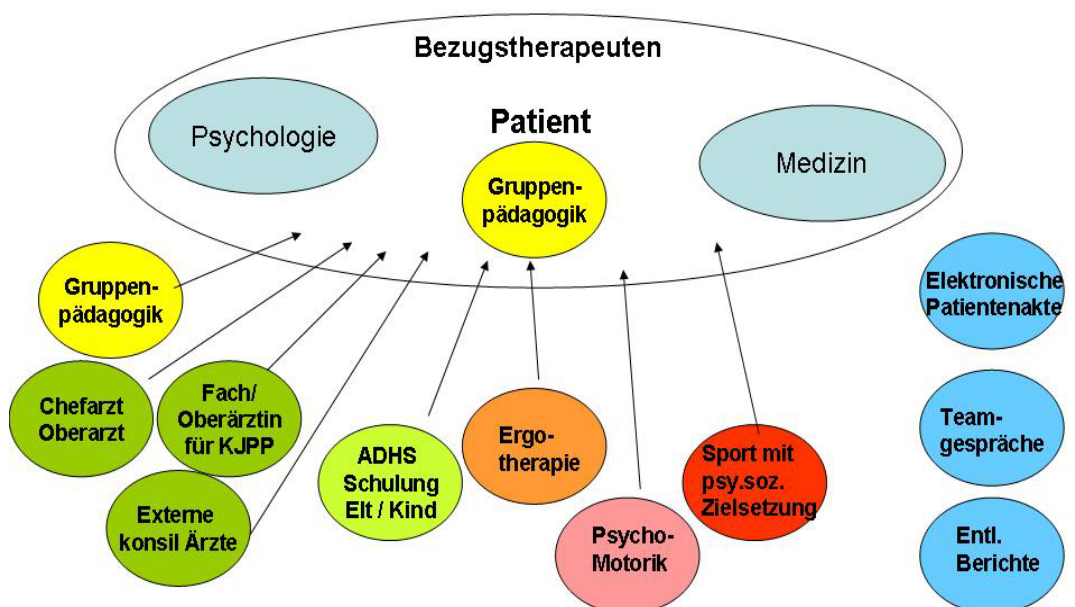 Bezugstherapeuten
Psychologie
Patient
Medizin
Gruppen-
pädagogik
Gruppen-
pädagogik
Elektronische
Patientenakte
Chefarzt
Oberarzt
Fach/
Oberärztin
für KJPP
Externe
konsil Ärzte
ADHS
Schulung
Elt / Kind
Ergo-
therapie
Psycho-
Motorik
Sport mit
psy.soz.
Zielsetzung
Team-
gespräche
Entl.
Berichte